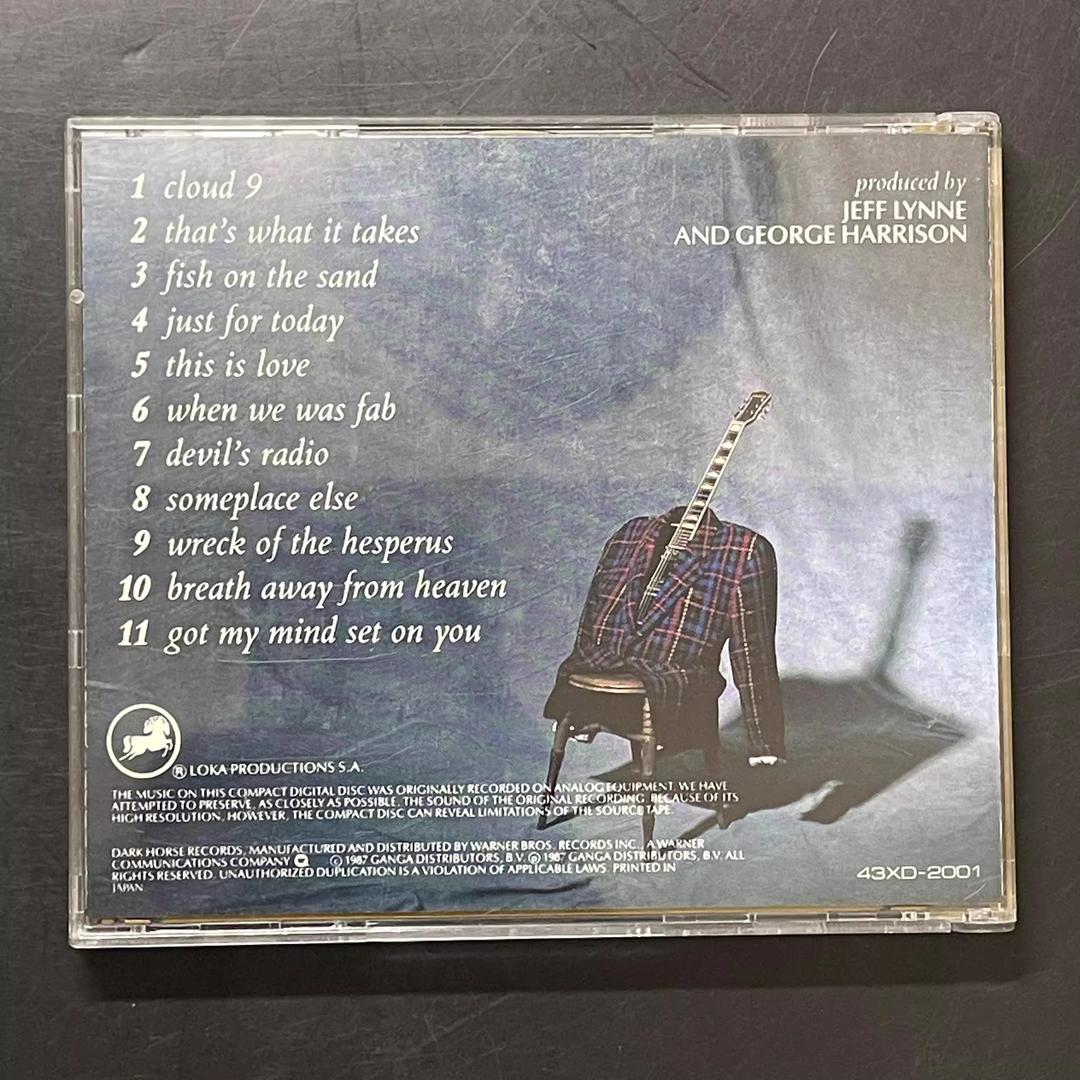 1 cloud 9
2 that's what it takes
3 fish on the sand
4 just for today
5 this is love
6 when we was fab
7 devil's radio
8 someplace else
9 wreck of the hesperus
10 breath away from heaven
11 got my mind set on you
produced by
JEFF LYNNE
AND GEORGE HARRISON
® LOKA PRODUCTIONS S.A.
THE MUSIC ON THIS COMPACT DIGITAL DISC WAS ORIGINALLY RECORDED ON ANALOG EQUIPMENT. WE HAVE
ATTEMPTED TO PRESERVE, AS CLOSELY AS POSSIBLE, THE SOUND OF THE ORIGINAL RECORDING. BECAUSE OF ITS
HIGH RESOLUTION, HOWEVER, THE COMPACT DISC CAN REVEAL LIMITATIONS OF THE SOURCE TAPE.
DARK HORSE RECORDS, MANUFACTURED AND DISTRIBUTED BY WARNER BROS. RECORDS INC., A WARNER
COMMUNICATIONS COMPANY © 1987 GANGA DISTRIBUTORS, B.V. ℗ 1987 GANGA DISTRIBUTORS, B.V. ALL
RIGHTS RESERVED. UNAUTHORIZED DUPLICATION IS A VIOLATION OF APPLICABLE LAWS. PRINTED IN
JAPAN.
43XD-2001